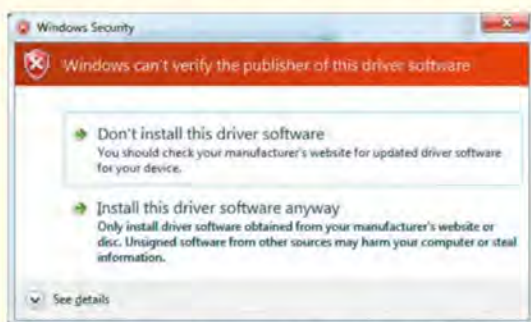 Windows Security
Windows can't verify the publisher of this driver software
Don't install this driver software
You should check your manufacturer's website for updated driver software
for your device.
Install this driver software anyway
Only install driver software obtained from your manufacturer's website or
disc. Unsigned software from other sources may harm your computer or steal
information.
See details